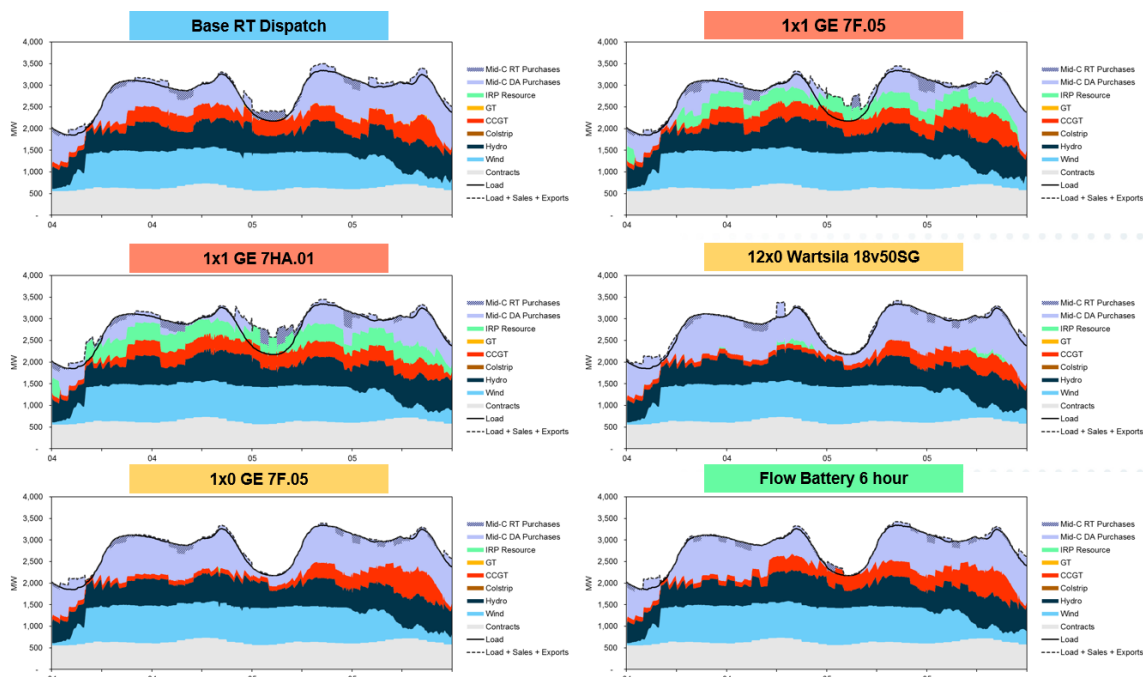 Base RT Dispatch
4,000
3,500
3,000
2,500
2,000
1,500
1,000
500
-
MW
04
04
05
05
Mid-C RT Purchases
Mid-C DA Purchases
IRP Resource
GT
CCGT
Colstrip
Hydro
Wind
Contracts
Load
Load + Sales + Exports
1x1 GE 7F.05
4,000
3,500
3,000
2,500
2,000
1,500
1,000
500
-
MW
04
04
05
05
Mid-C RT Purchases
Mid-C DA Purchases
IRP Resource
GT
CCGT
Colstrip
Hydro
Wind
Contracts
Load
Load + Sales + Exports
1x1 GE 7HA.01
4,000
3,500
3,000
2,500
2,000
1,500
1,000
500
-
MW
04
04
05
05
Mid-C RT Purchases
Mid-C DA Purchases
IRP Resource
GT
CCGT
Colstrip
Hydro
Wind
Contracts
Load
Load + Sales + Exports
12x0 Wartsila 18v50SG
4,000
3,500
3,000
2,500
2,000
1,500
1,000
500
-
MW
04
04
05
05
Mid-C RT Purchases
Mid-C DA Purchases
IRP Resource
GT
CCGT
Colstrip
Hydro
Wind
Contracts
Load
Load + Sales + Exports
1x0 GE 7F.05
4,000
3,500
3,000
2,500
2,000
1,500
1,000
500
-
MW
04
04
05
05
Mid-C RT Purchases
Mid-C DA Purchases
IRP Resource
GT
CCGT
Colstrip
Hydro
Wind
Contracts
Load
Load + Sales + Exports
Flow Battery 6 hour
4,000
3,500
3,000
2,500
2,000
1,500
1,000
500
-
MW
04
04
05
05
Mid-C RT Purchases
Mid-C DA Purchases
IRP Resource
GT
CCGT
Colstrip
Hydro
Wind
Contracts
Load
Load + Sales + Exports